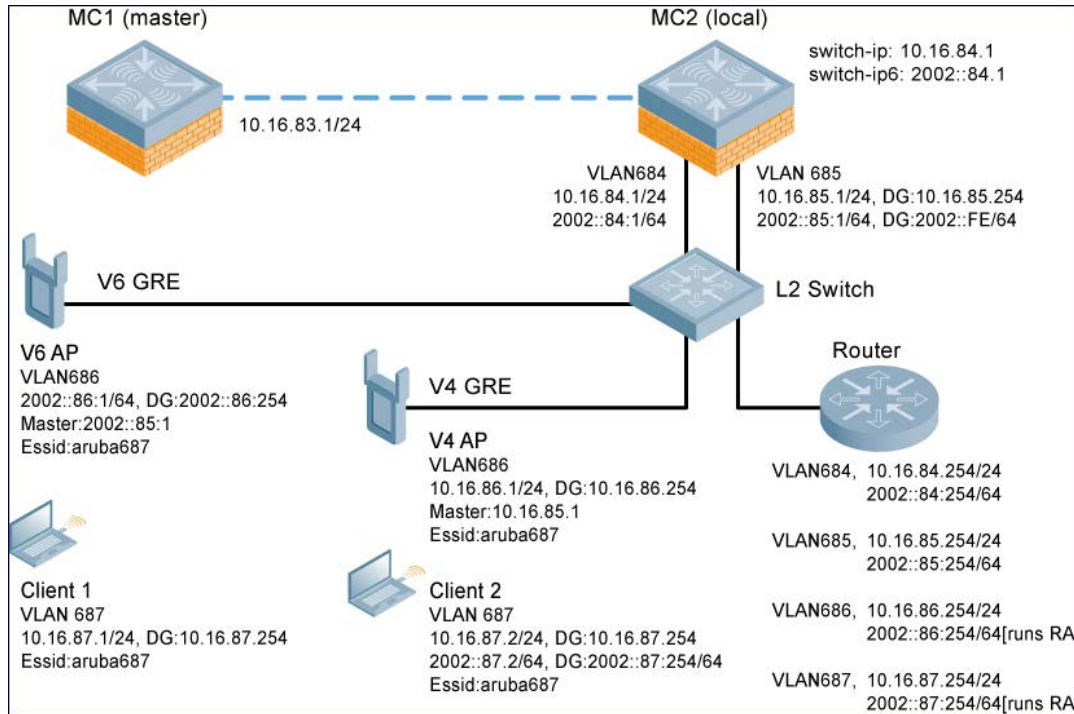 MC1 (master)
MC2 (local)
switch-ip: 10.16.84.1
switch-ip6: 2002::84.1
10.16.83.1/24
VLAN684
10.16.84.1/24
2002::84:1/64
VLAN 685
10.16.85.1/24, DG:10.16.85.254
2002::85:1/64, DG:2002::FE/64
V6 GRE
L2 Switch
V6 AP
VLAN686
2002::86:1/64, DG:2002::86:254
Master:2002::85:1
Essid:aruba687
V4 GRE
V4 AP
VLAN686
10.16.86.1/24, DG:10.16.86.254
Master:10.16.85.1
Essid:aruba687
Router
VLAN684, 10.16.84.254/24
2002::84:254/64
VLAN685, 10.16.85.254/24
2002::85:254/64
VLAN686, 10.16.86.254/24
2002::86:254/64[runs RA
VLAN687, 10.16.87.254/24
2002::87:254/64[runs RA
Client 1
VLAN 687
10.16.87.1/24, DG:10.16.87.254
Essid:aruba687
Client 2
VLAN 687
10.16.87.2/24, DG:10.16.87.254
2002::87.2/64, DG:2002::87:254/64
Essid:aruba687